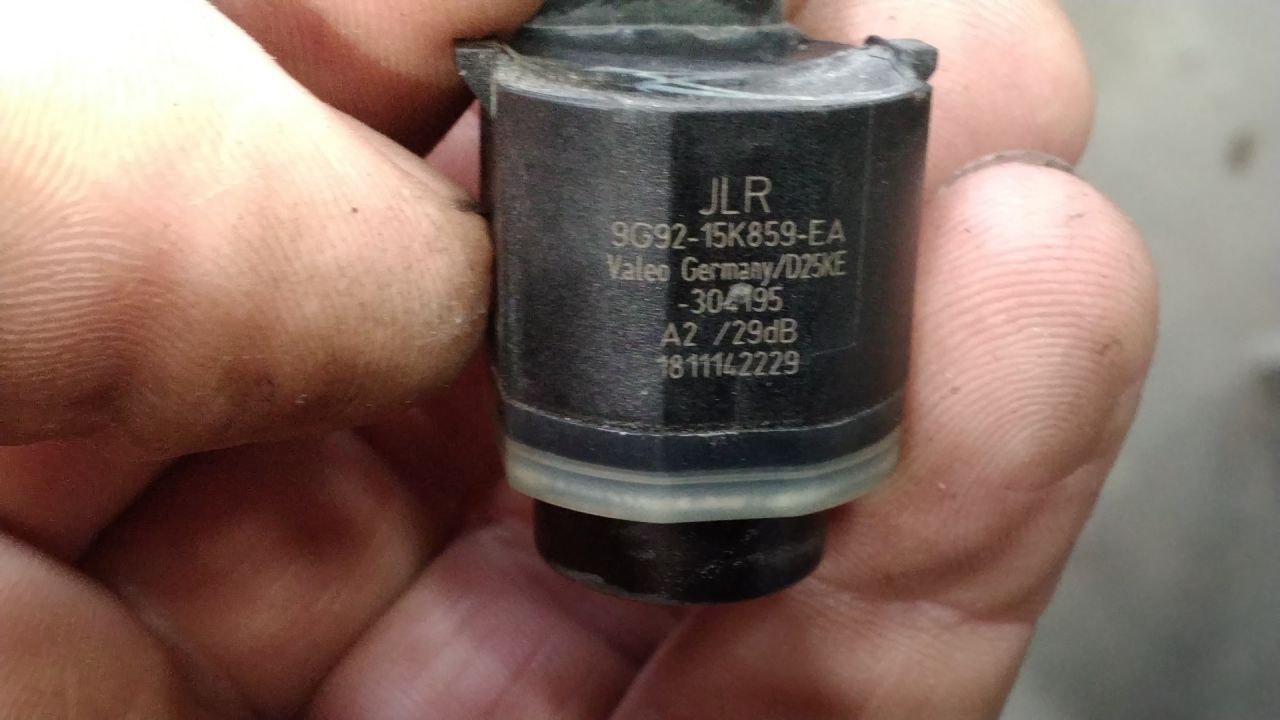 JLR
9G92-15K859-EA
Valeo Germany/D25KE
-304195
A2 /29dB
1811142229